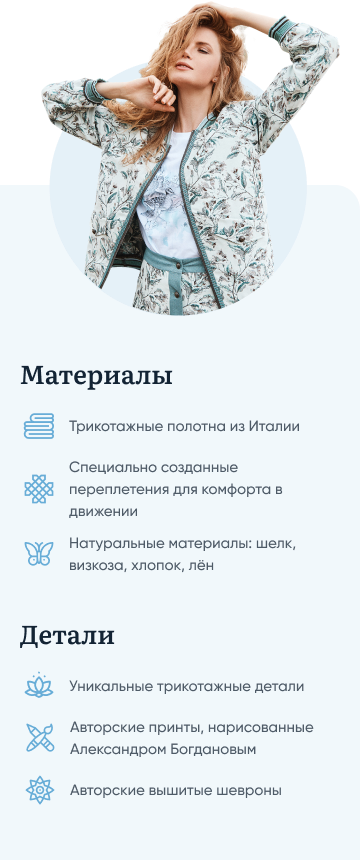 Материалы
Трикотажные полотна из Италии
Специально созданные
переплетения для комфорта в
движении
Натуральные материалы: шелк,
визкоза, хлопок, лён
Детали
Уникальные трикотажные детали
Авторские принты, нарисованные
Александром Богдановым
Авторские вышитые шевроны